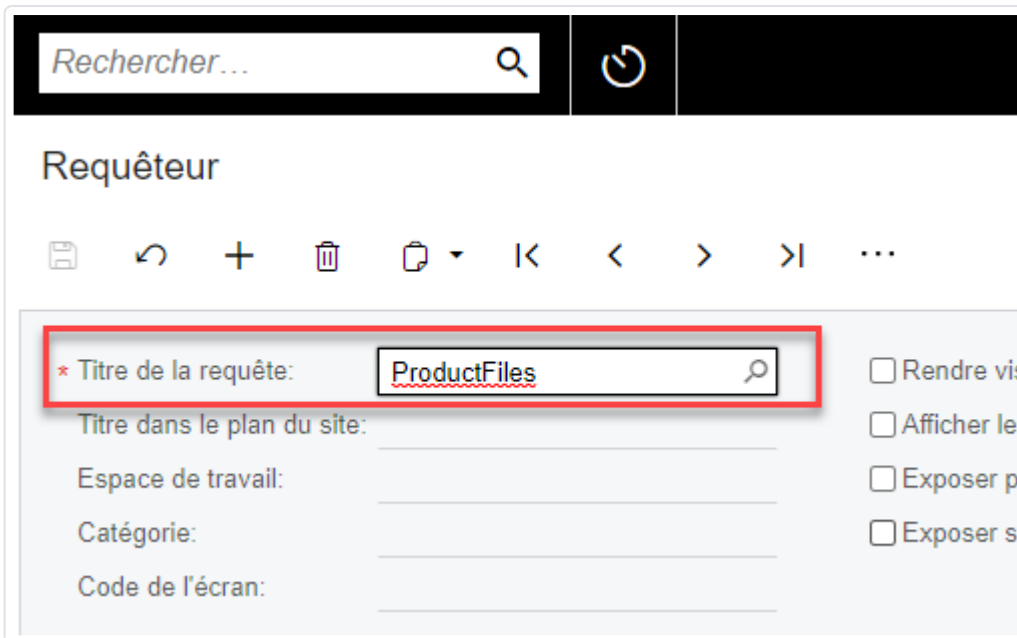 Rechercher...
Requêteur
* Titre de la requête: ProductFiles Rendre vis
Titre dans le plan du site: Afficher le
Espace de travail: Exposer p
Catégorie: Exposer s
Code de l'écran: